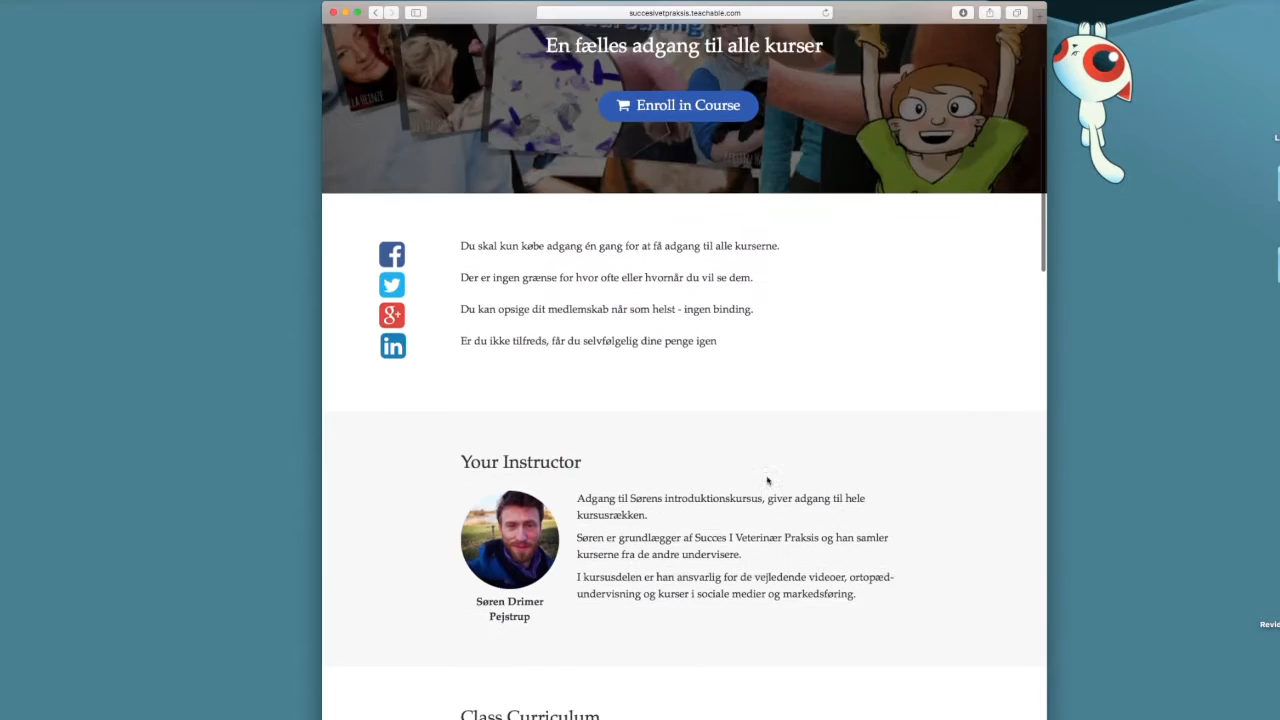 succesivetpraksis.teachable.com
En fælles adgang til alle kurser
Enroll in Course
Du skal kun købe adgang én gang for at få adgang til alle kurserne.
Der er ingen grænse for hvor ofte eller hvornår du vil se dem.
Du kan opsige dit medlemskab når som helst - ingen binding.
Er du ikke tilfreds, får du selvfølgelig dine penge igen
Your Instructor
Adgang til Sørens introduktionskursus, giver adgang til hele
kursusrækken.
Søren er grundlægger af Succes I Veterinær Praksis og han samler
kurserne fra de andre undervisere.
I kursusdelen er han ansvarlig for de vejledende videoer, ortopæd-
undervisning og kurser i sociale medier og markedsføring.
Søren Drimer
Pejstrup
Class Curriculum